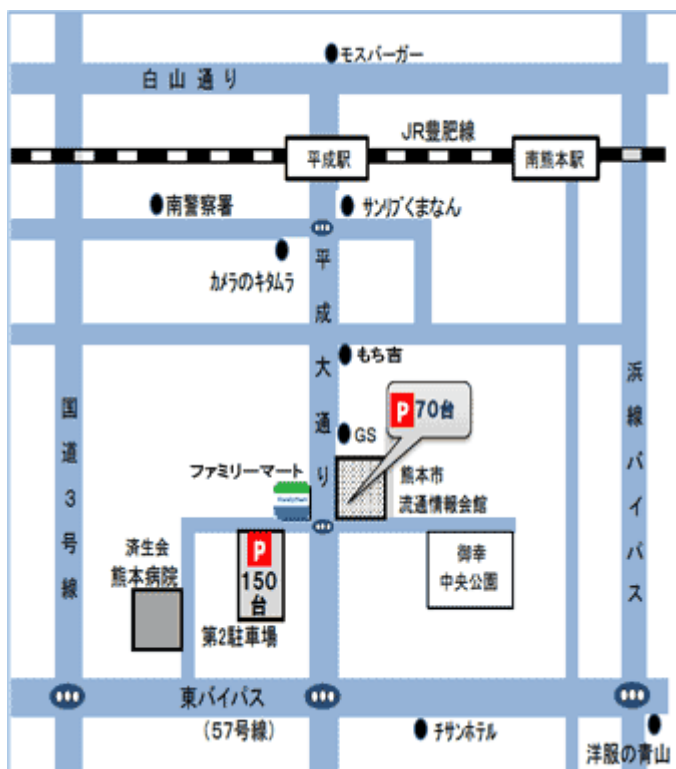 モスバーガー
白山通り
JR豊肥線
平成駅
南熊本駅
南警察署
サンリブくまなん
カメラのキタムラ
平成大通り
もち吉
P70台
GS
国道3号線
浜線バイパス
ファミリーマート
FamilyMart
熊本市
流通情報会館
済生会
熊本病院
P
150
台
第2駐車場
御幸
中央公園
東バイパス
(57号線)
チサンホテル
洋服の青山